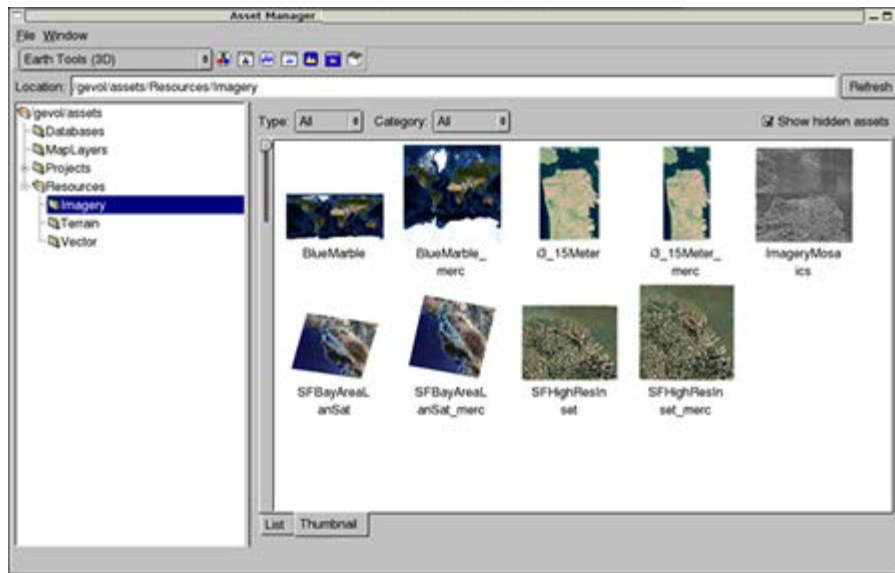 Asset Manager
File Window
Earth Tools (3D)
Location: /gevol/assets/Resources/Imagery Refresh
/gevol/assets
Databases
MapLayers
Projects
Resources
Imagery
Terrain
Vector
Type: All Category: All Show hidden assets
BlueMarble
BlueMarble_
merc
i3_15Meter
i3_15Meter_
merc
ImageryMosa
ics
SFBayAreaL
anSat
SFBayAreaL
anSat_merc
SFHighResIn
set
SFHighResIn
set_merc
List Thumbnail